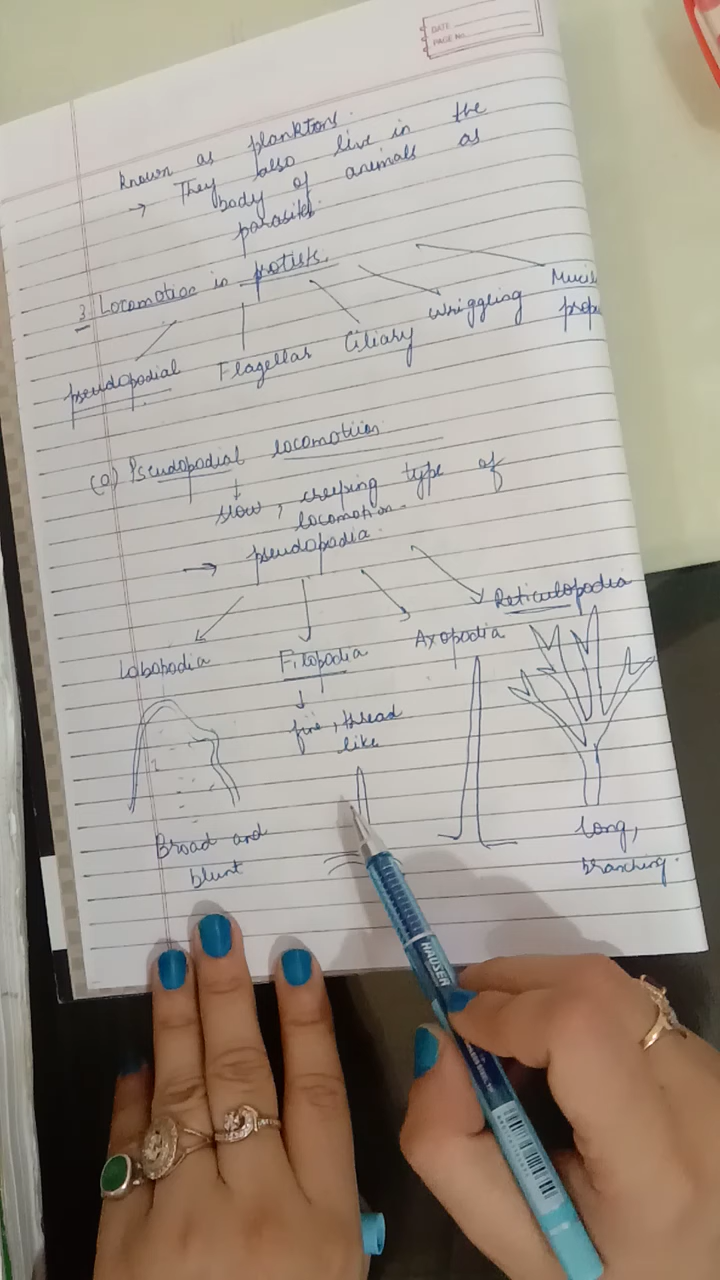 DATE
PAGE No.
known as planktons.
→ They also live in the
body of animals as
parasites.
3. Locomotion in protists.
pseudopodial Flagellar Ciliary wriggling Muci
prop
(a) Pseudopodial locomotion
slow, creeping type of
locomotion.
→ pseudopodia.
Lobopodia Filopodia Axopodia Reticulopodia
fine, thread
like
Broad and
blunt
long,
branching.
HAUSER